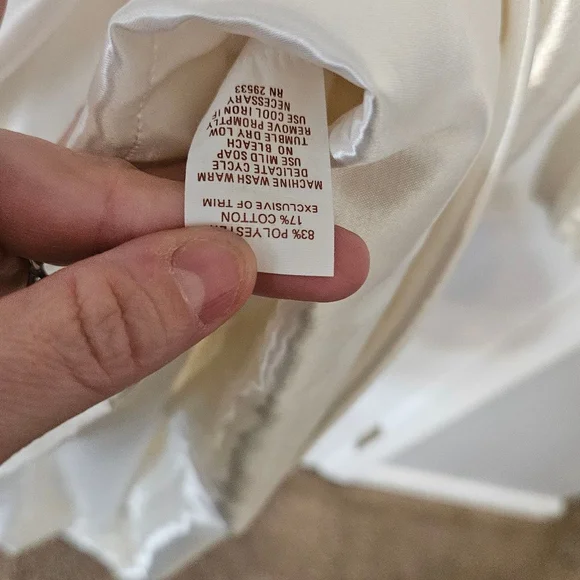 83% POLYESTER
17% COTTON
EXCLUSIVE OF TRIM
MACHINE WASH WARM
DELICATE CYCLE
USE MILD SOAP
NO BLEACH
TUMBLE DRY LOW
REMOVE PROMPTLY
USE COOL IRON IF
NECESSARY
RN 29533